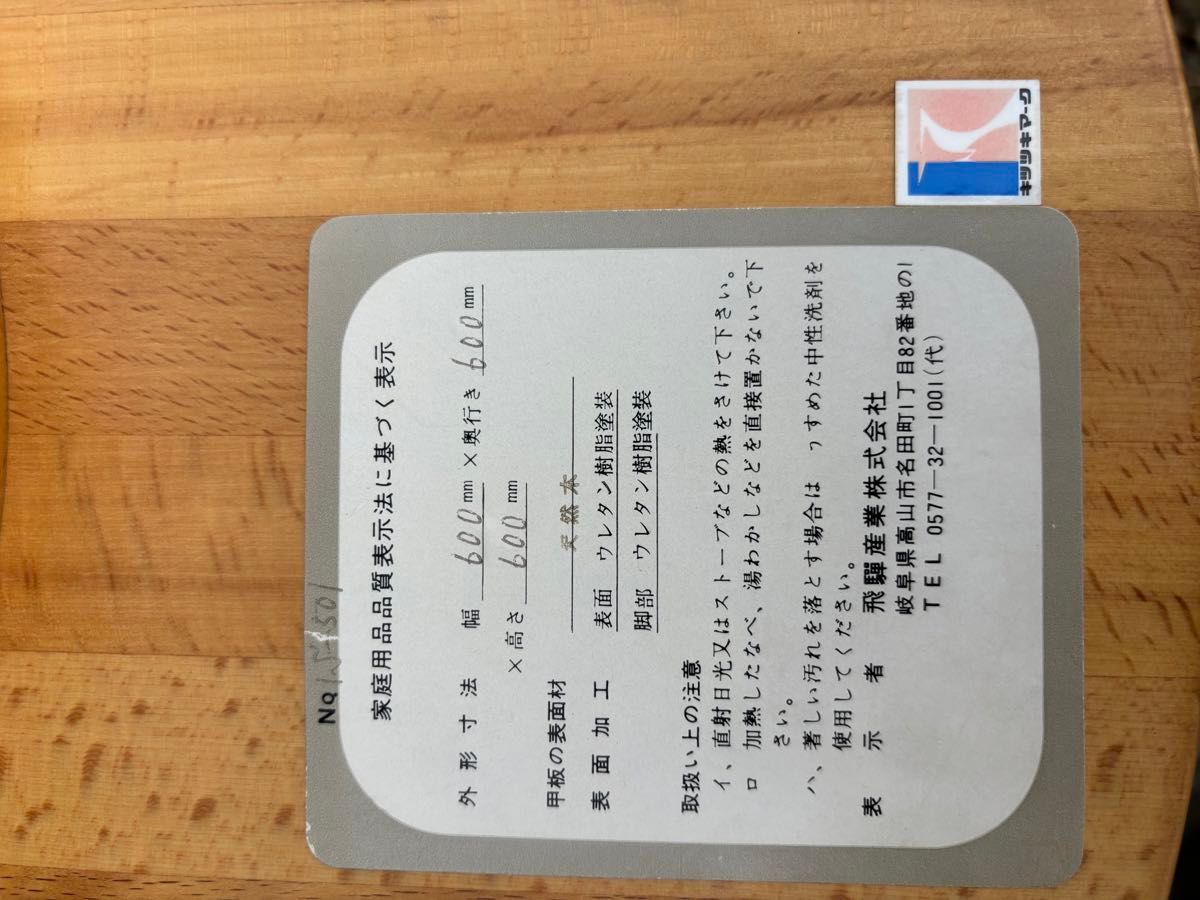 No
家庭用品品質表示法に基づく表示
外形寸法 幅 600mm × 奥行き 600mm
× 高さ 600mm
甲板の表面材 天然木
表面加工 表面 ウレタン樹脂塗装
脚部 ウレタン樹脂塗装
取扱い上の注意
イ、直射日光又はストーブなどの熱をさけて下さい。
ロ 加熱したなべ、湯わかしなどを直接置かないで下
さい。
ハ、著しい汚れを落とす場合は うすめた中性洗剤を
使用してください。
表示者 飛騨産業株式会社
岐阜県高山市名田町1丁目82番地の1
TEL 0577-32-1001(代)
キツツキマーク